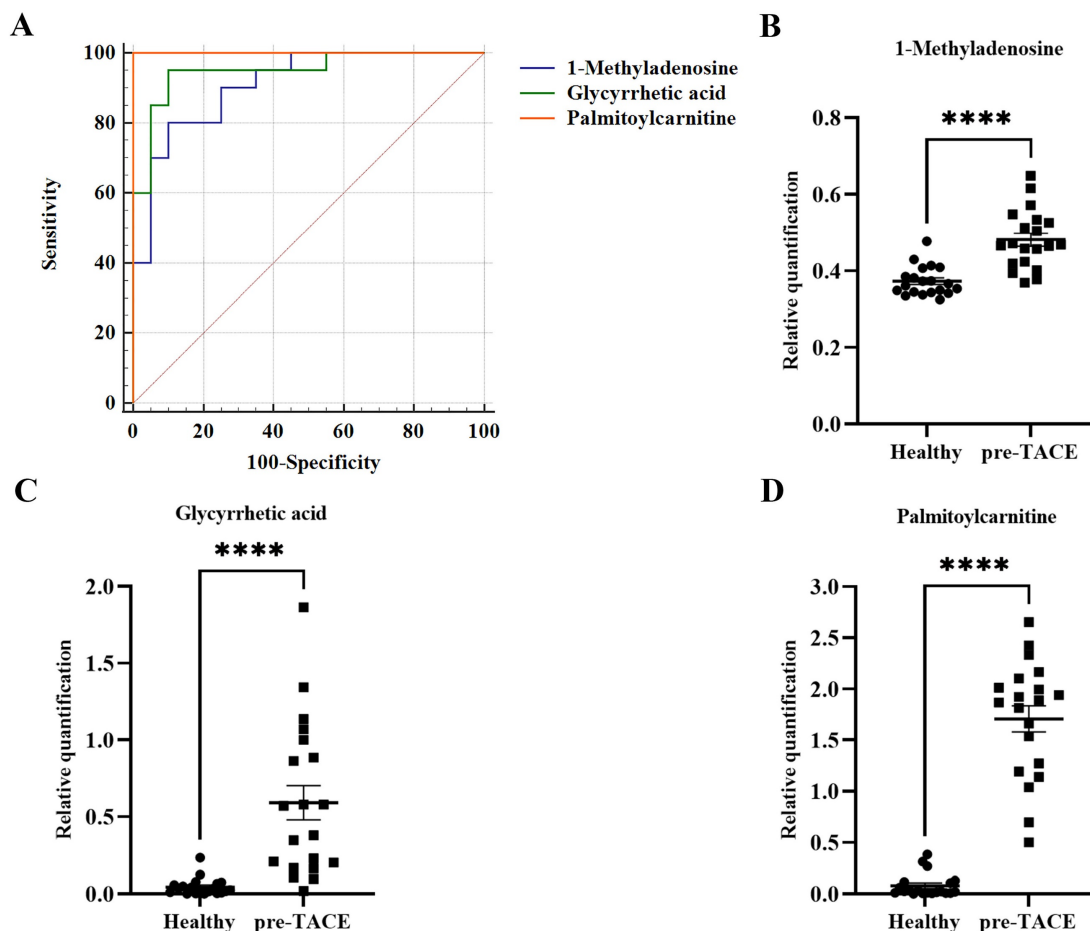 A
100
80
60
40
20
0
Sensitivity
0 20 40 60 80 100
100-Specificity
1-Methyladenosine
Glycyrrhetic acid
Palmitoylcarnitine
B
1-Methyladenosine
****
0.8
0.6
0.4
0.2
0.0
Relative quantification
Healthy pre-TACE
C
Glycyrrhetic acid
****
2.0
1.5
1.0
0.5
0.0
Relative quantification
Healthy pre-TACE
D
Palmitoylcarnitine
****
3.0
2.5
2.0
1.5
1.0
0.5
0.0
Relative quantification
Healthy pre-TACE